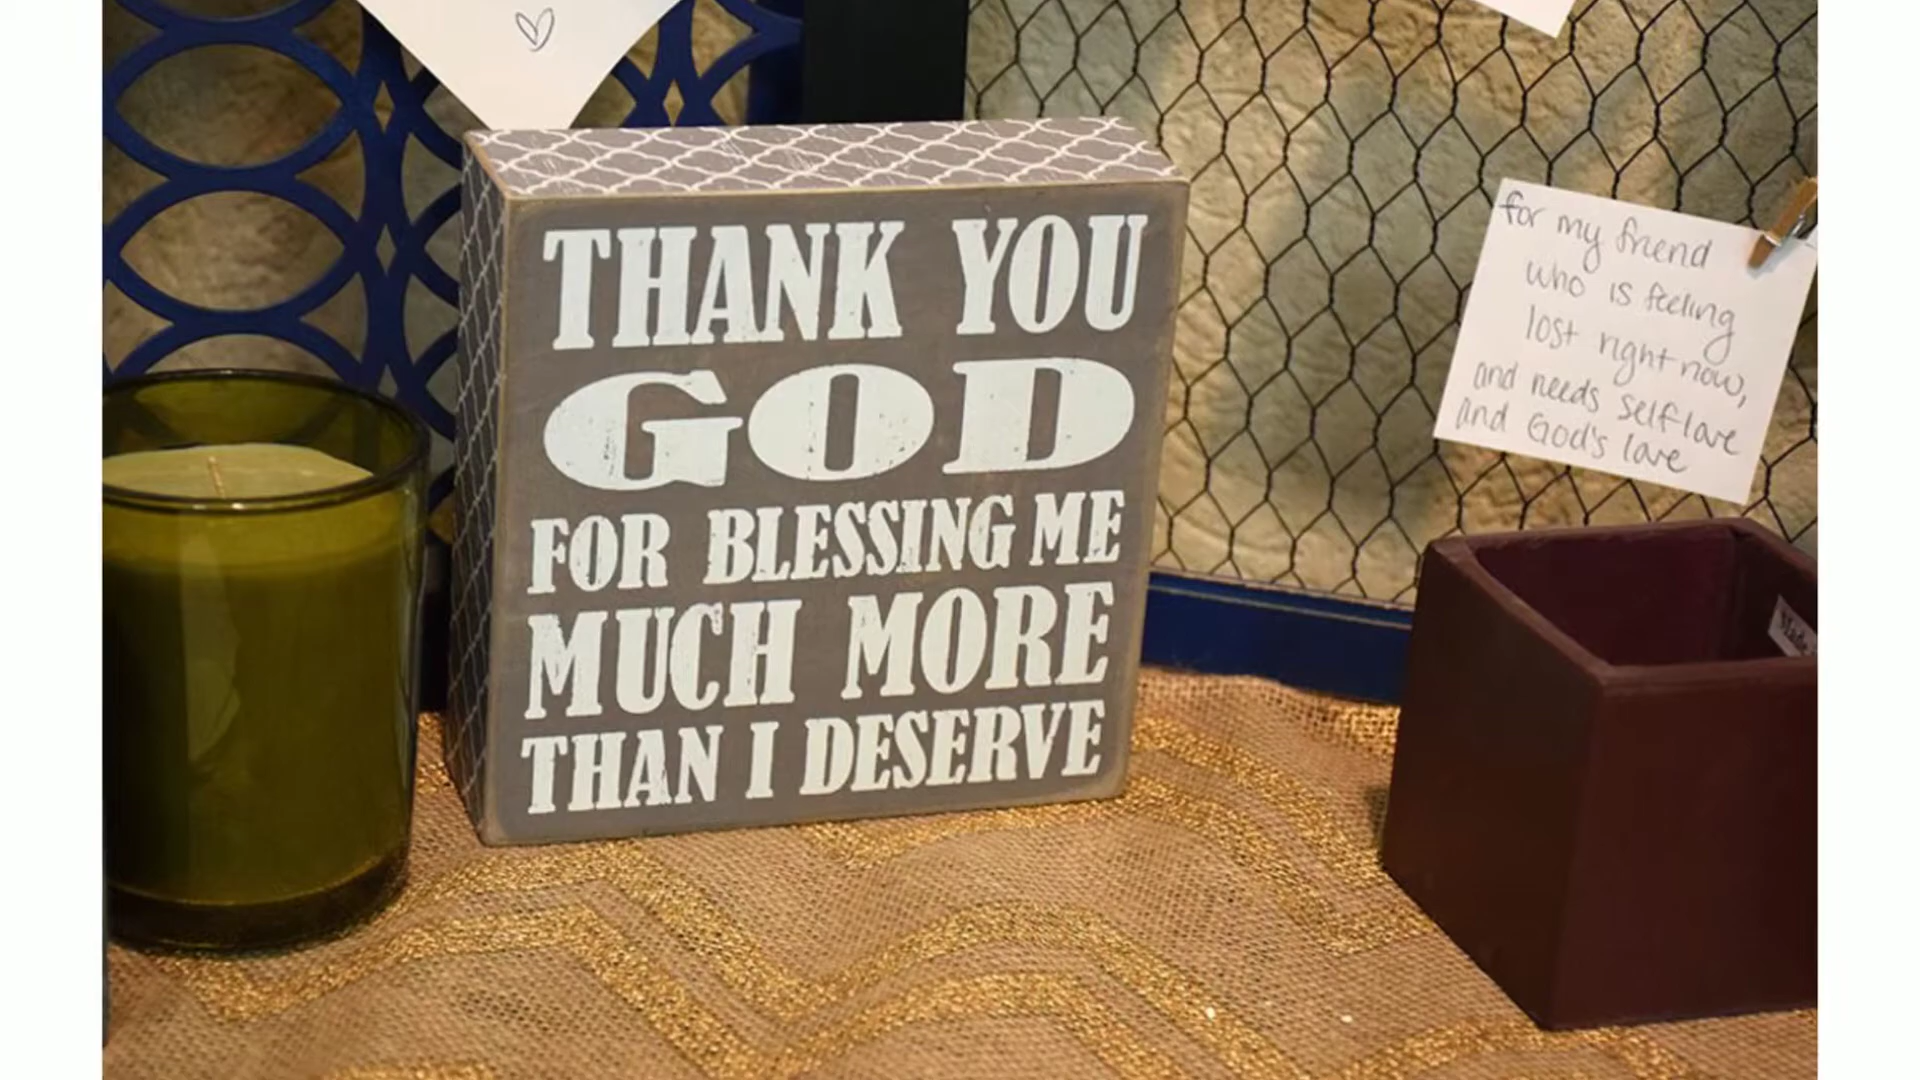 THANK YOU
GOD
FOR BLESSING ME
MUCH MORE
THAN I DESERVE
for my friend
who is feeling
lost right now,
and needs self love
and God's love
Made